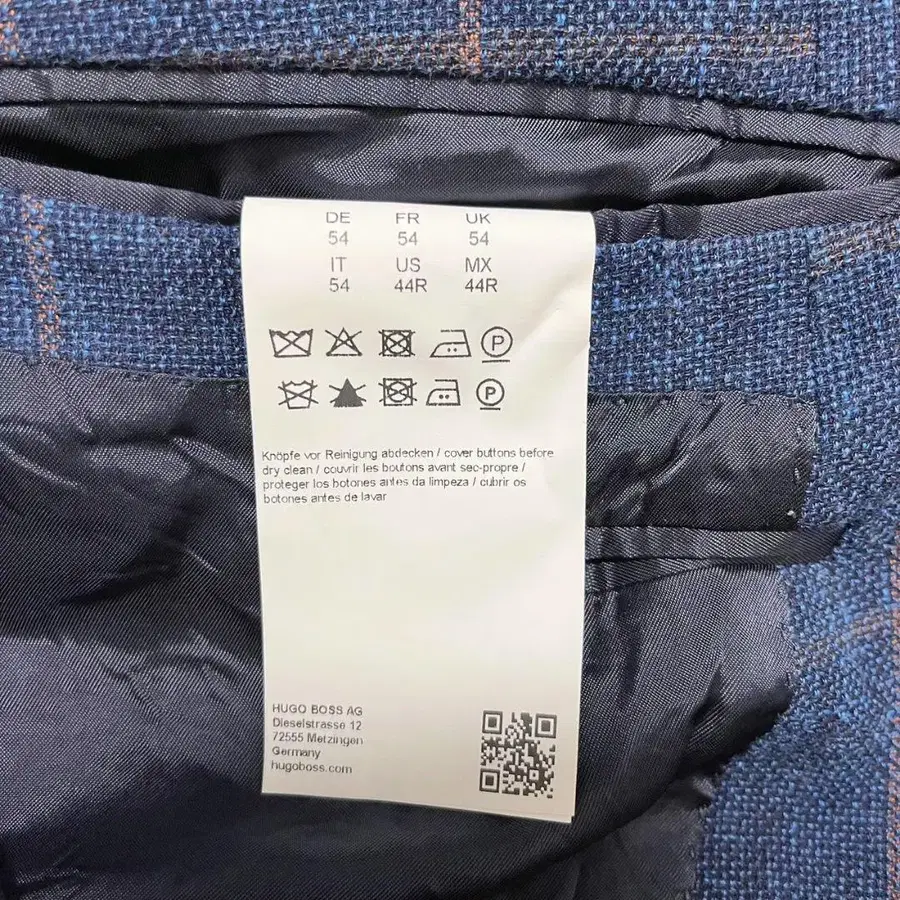 DE FR UK
54 54 54
IT US MX
54 44R 44R
P
P
Knöpfe vor Reinigung abdecken / cover buttons before
dry clean / couvrir les boutons avant sec-propre /
proteger los botones antes da limpeza / cubrir os
botones antes de lavar
HUGO BOSS AG
Dieselstrasse 12
72555 Metzingen
Germany
hugoboss.com